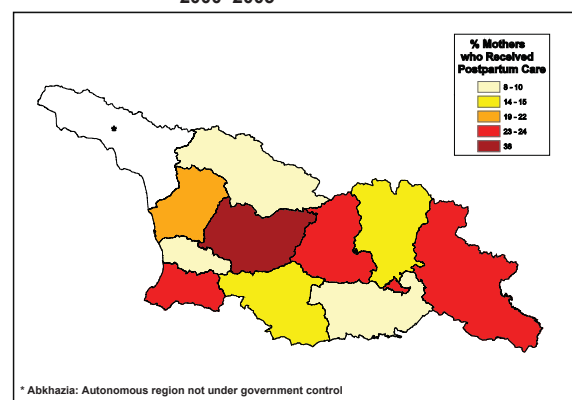 % Mothers
who Received
Postpartum Care
8 - 10
14 - 15
19 - 22
23 - 24
38
*
* Abkhazia: Autonomous region not under government control